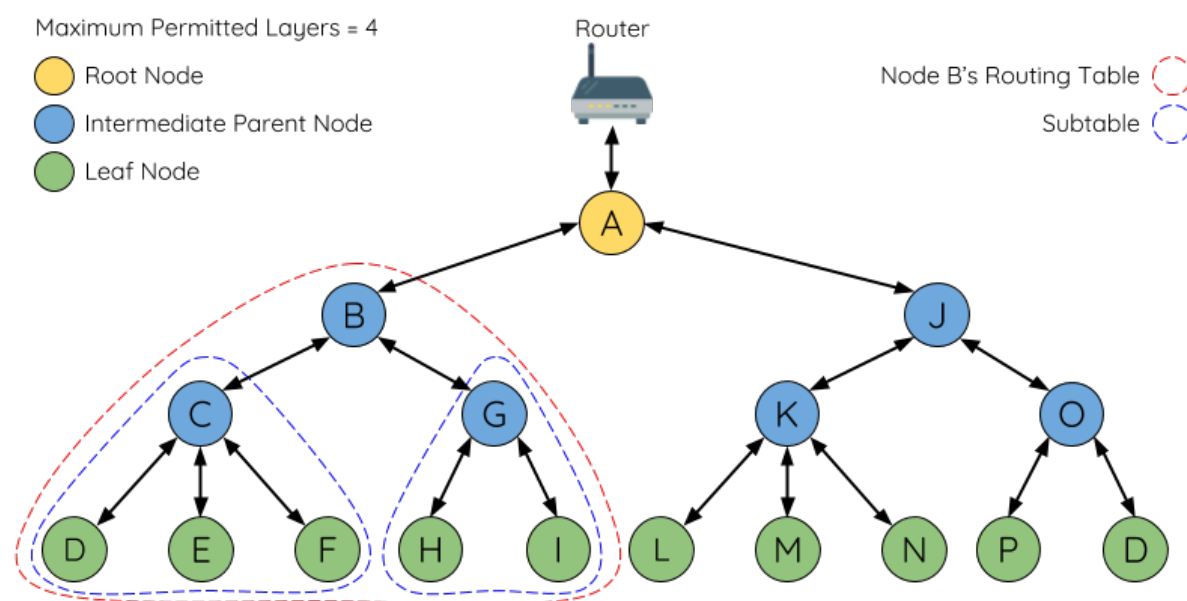 Maximum Permitted Layers = 4
Router
Root Node
Node B's Routing Table
Intermediate Parent Node
Subtable
Leaf Node
A
B
J
C
G
K
O
D
E
F
H
I
L
M
N
P
D